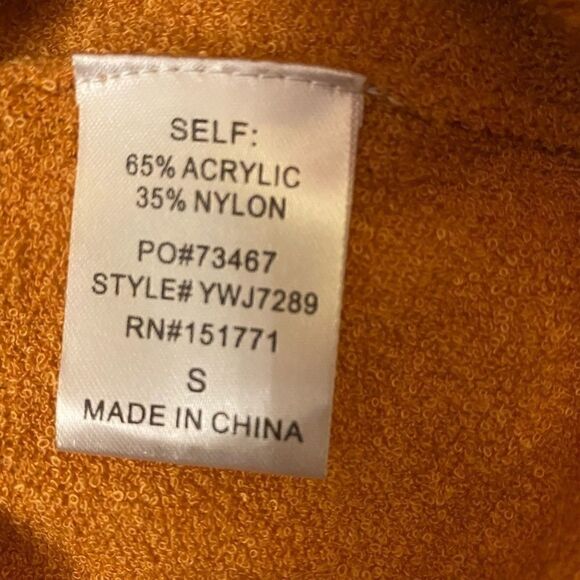 SELF:
65% ACRYLIC
35% NYLON
PO#73467
STYLE# YWJ7289
RN#151771
S
MADE IN CHINA